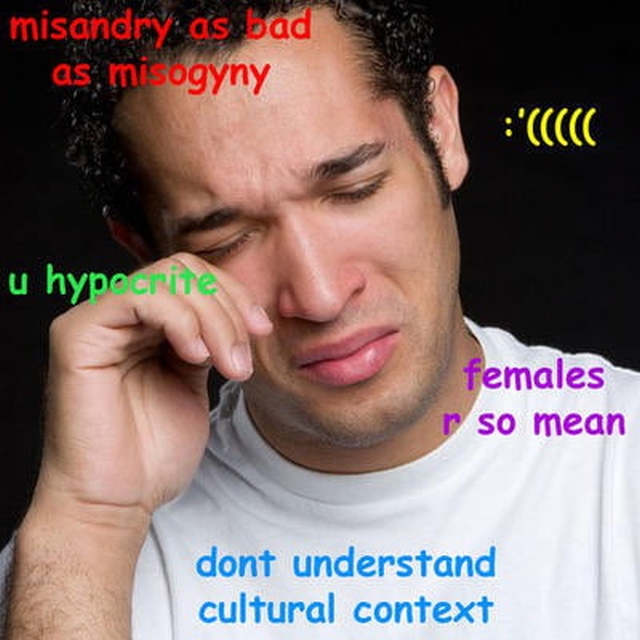 misandry as bad
as misogyny
:'(((((
u hypocrite
females
r so mean
dont understand
cultural context